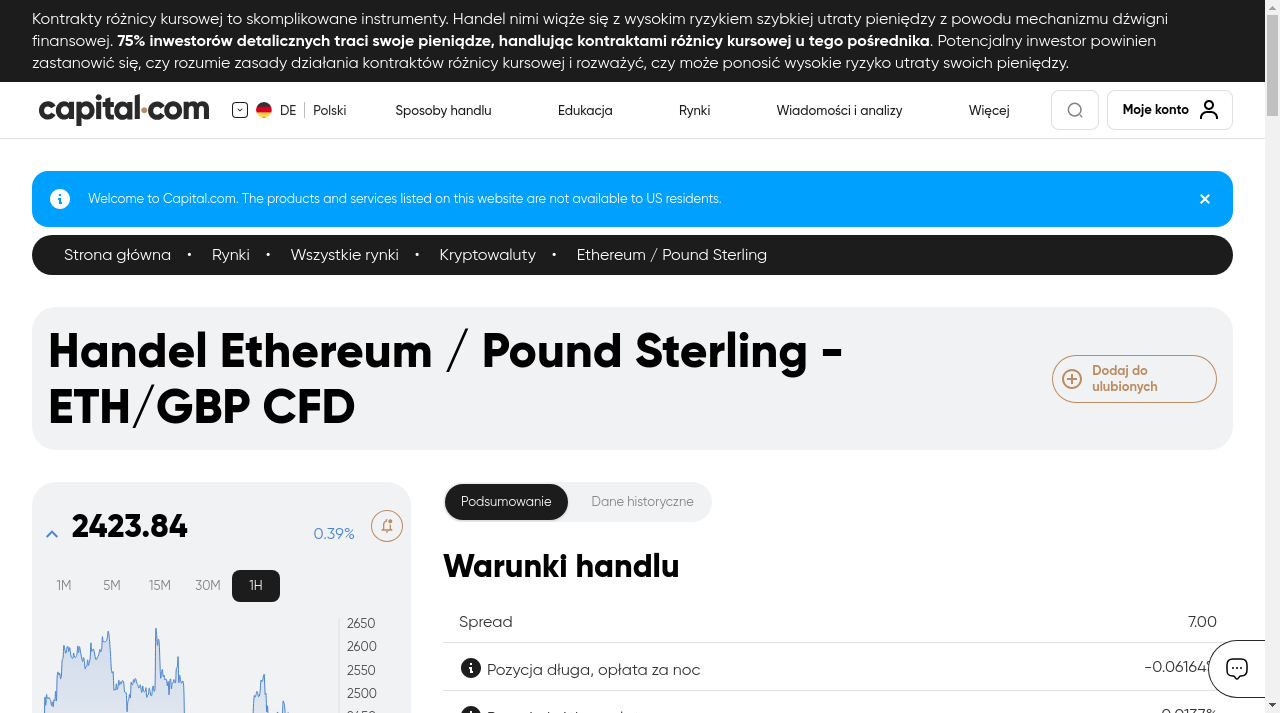 Kontrakty różnicy kursowej to skomplikowane instrumenty. Handel nimi wiąże się z wysokim ryzykiem szybkiej utraty pieniędzy z powodu mechanizmu dźwigni
finansowej. 75% inwestorów detalicznych traci swoje pieniądze, handlując kontraktami różnicy kursowej u tego pośrednika. Potencjalny inwestor powinien
zastanowić się, czy rozumie zasady działania kontraktów różnicy kursowej i rozważyć, czy może ponosić wysokie ryzyko utraty swoich pieniędzy.
capital.com DE Polski Sposoby handlu Edukacja Rynki Wiadomości i analizy Więcej Moje konto
Welcome to Capital.com. The products and services listed on this website are not available to US residents.
Strona główna • Rynki • Wszystkie rynki • Kryptowaluty • Ethereum / Pound Sterling
Handel Ethereum / Pound Sterling -
ETH/GBP CFD
Dodaj do
ulubionych
2423.84 0.39%
1M 5M 15M 30M 1H
2650
2600
2550
2500
Podsumowanie Dane historyczne
Warunki handlu
Spread 7.00
Pozycja długa, opłata za noc